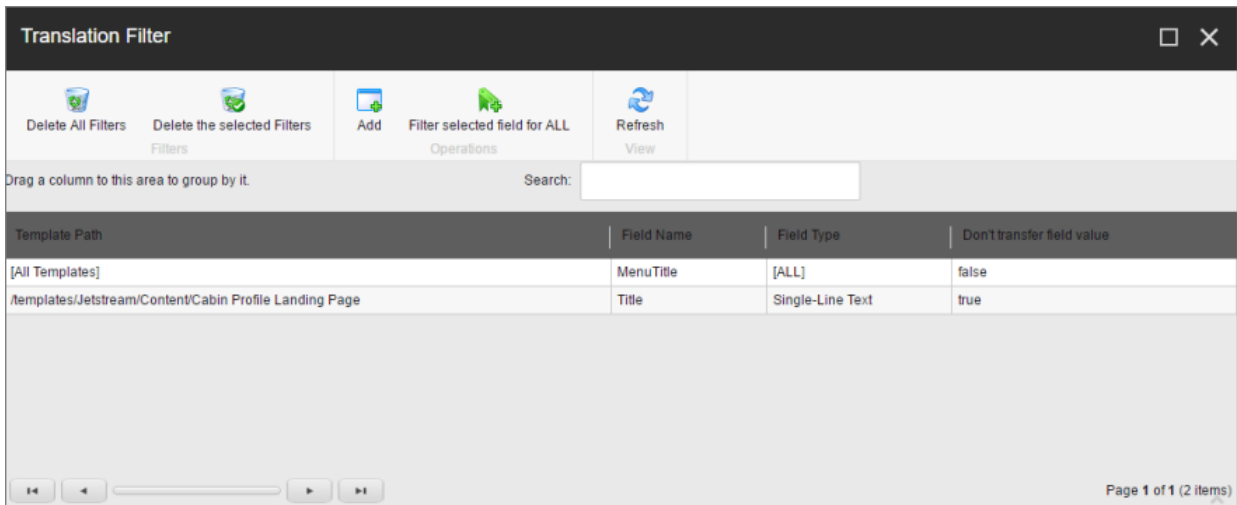 Translation Filter
Delete All Filters Delete the selected Filters Add Filter selected field for ALL Refresh
Filters Operations View
Drag a column to this area to group by it. Search:
Template Path Field Name Field Type Don't transfer field value
[All Templates] MenuTitle [ALL] false
/templates/Jetstream/Content/Cabin Profile Landing Page Title Single-Line Text true
Page 1 of 1 (2 items)